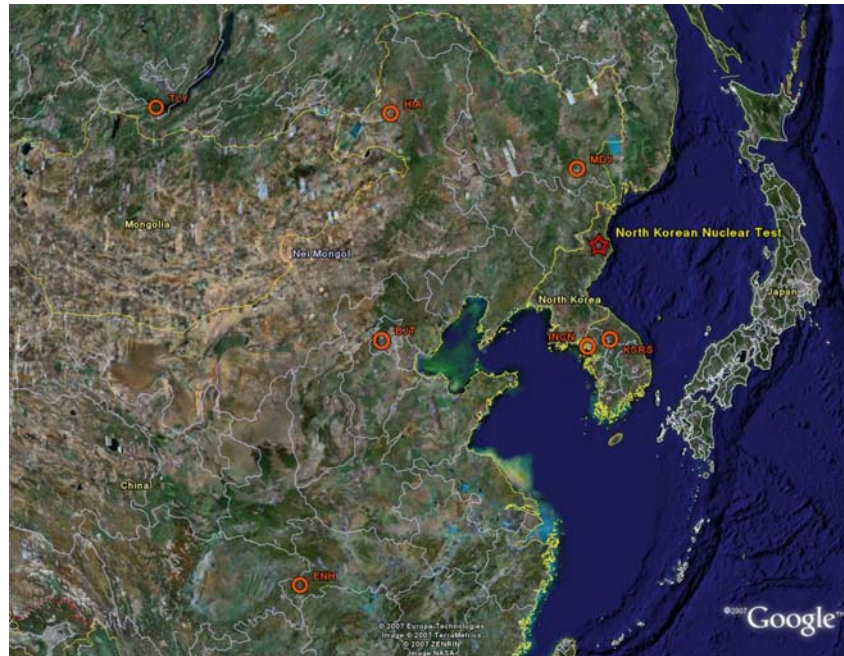 TLY
HIA
MDJ
Mongolia
North Korean Nuclear Test
Nei Mongol
North Korea
Japan
BJT
INCN
KSRS
China
ENH
© 2007 Europa Technologies
Image © 2007 TerraMetrics
© 2007 ZENRIN
Image NASA
©2007 Google™